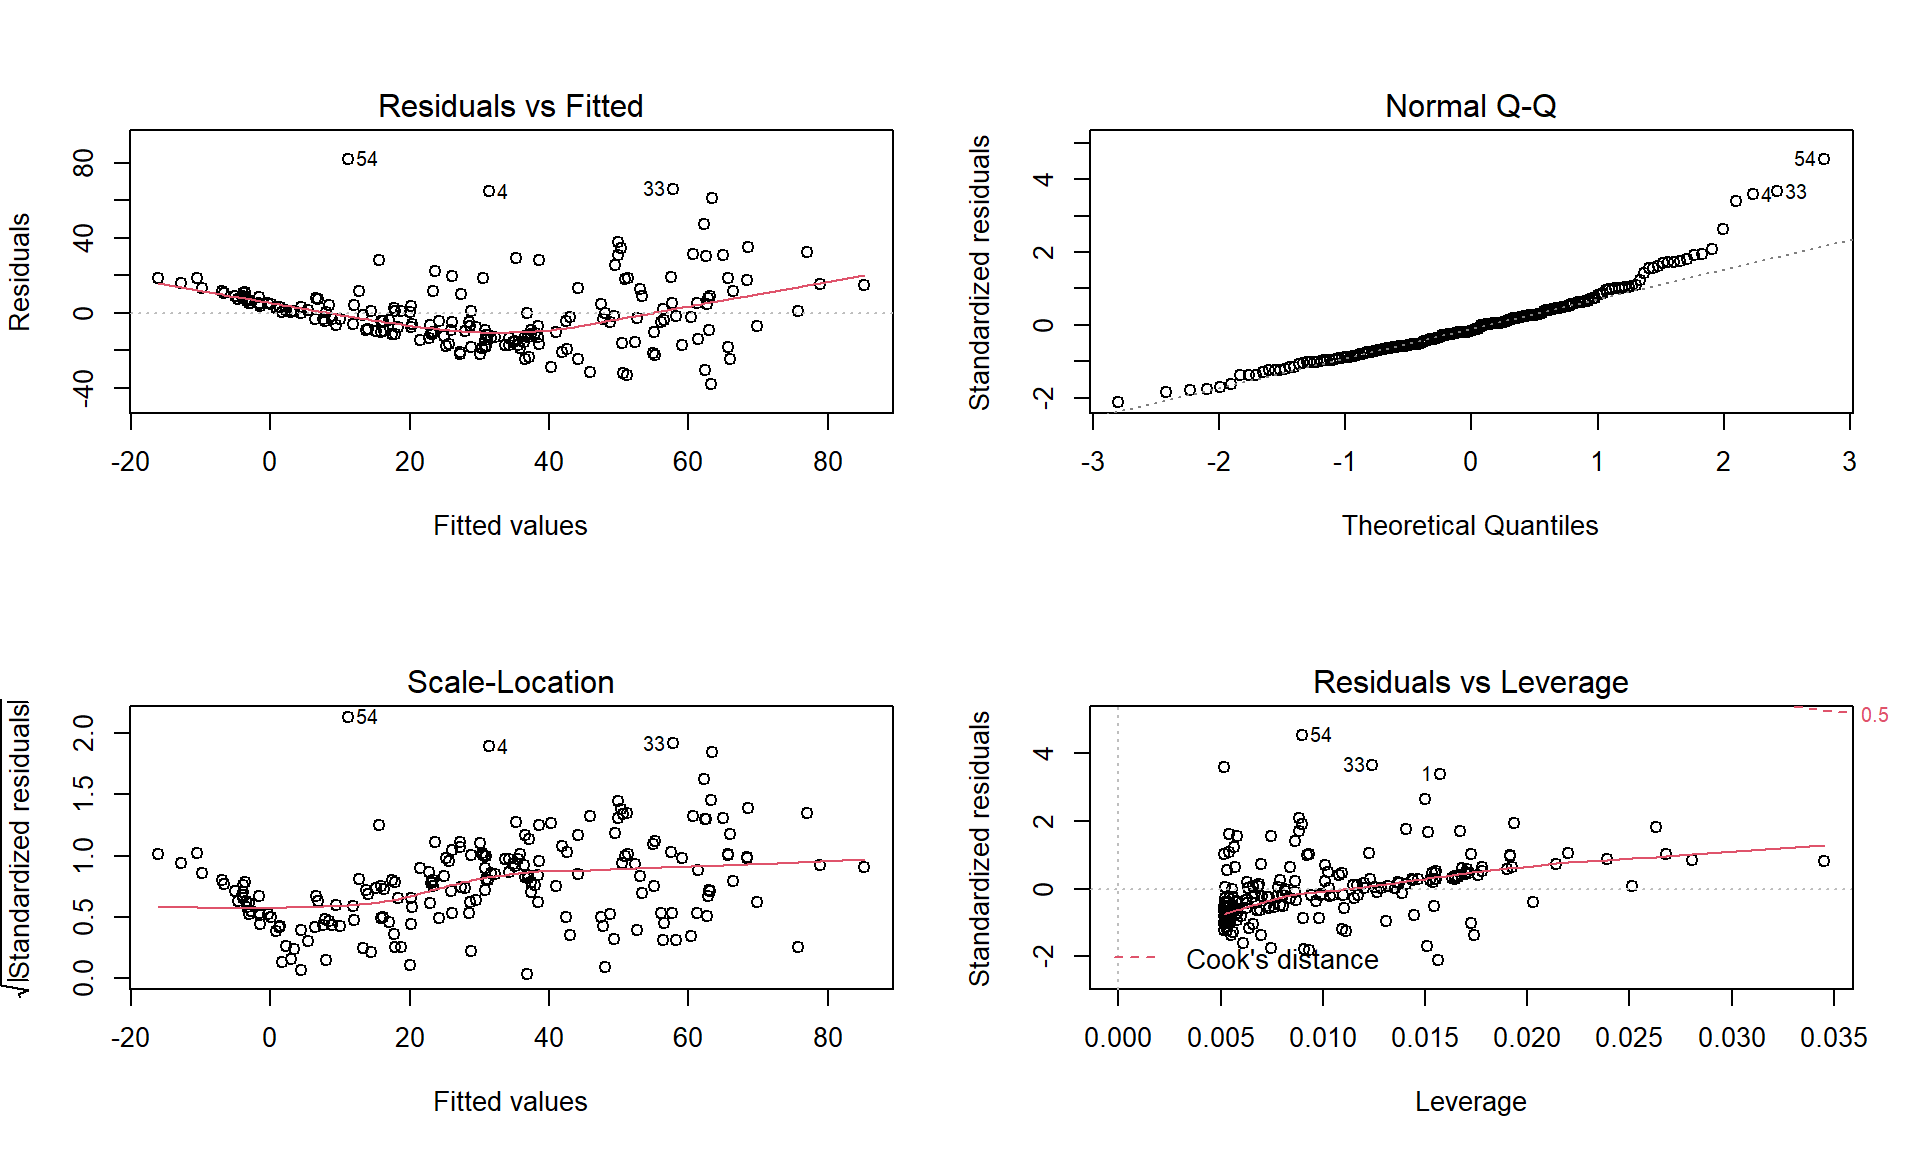 Residuals vs Fitted
Residuals
80
40
0
-40
54
4
33
-20 0 20 40 60 80
Fitted values
Normal Q-Q
Standardized residuals
4
2
0
-2
54
4
33
-3 -2 -1 0 1 2 3
Theoretical Quantiles
Scale-Location
√|Standardized residuals|
2.0
1.5
1.0
0.5
0.0
54
4
33
-20 0 20 40 60 80
Fitted values
Residuals vs Leverage
Standardized residuals
4
2
0
-2
0.5
54
33
1
Cook's distance
0.000 0.005 0.010 0.015 0.020 0.025 0.030 0.035
Leverage